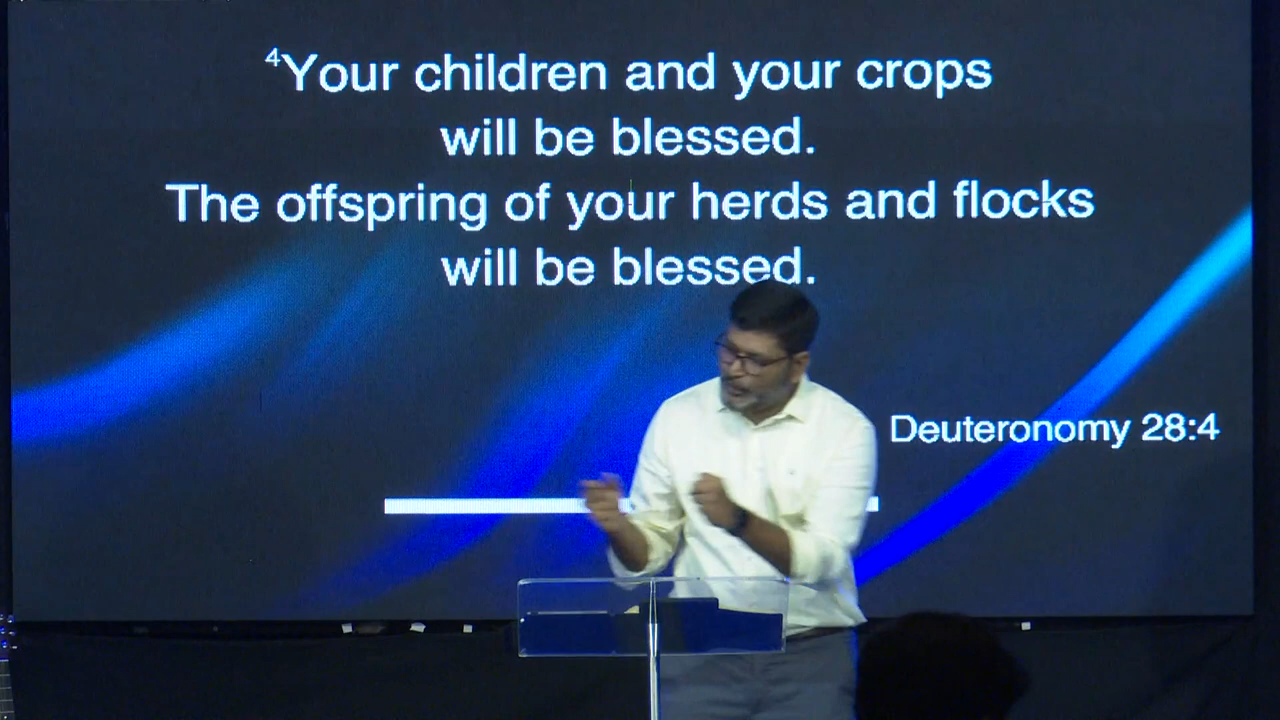 4Your children and your crops
will be blessed.
The offspring of your herds and flocks
will be blessed.
Deuteronomy 28:4